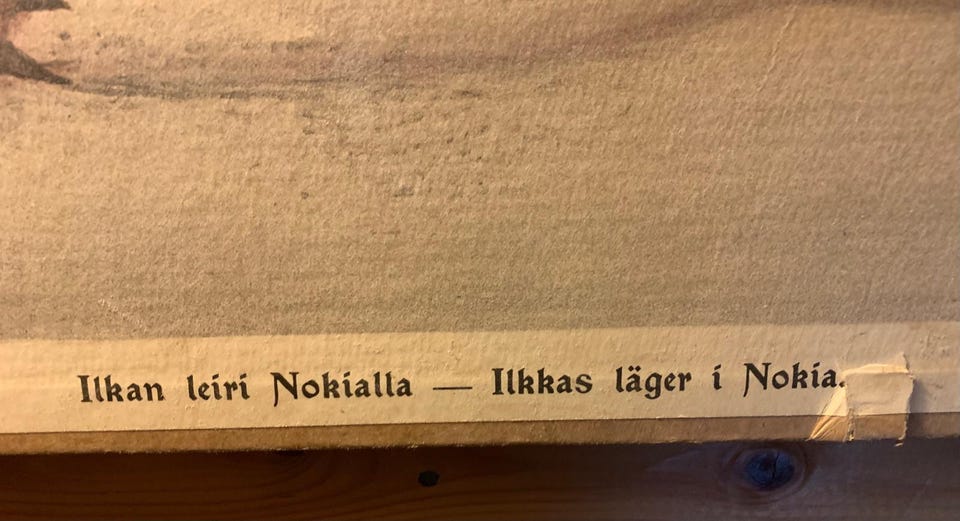 Ilkan leiri Nokialla — Ilkkas läger i Nokia.